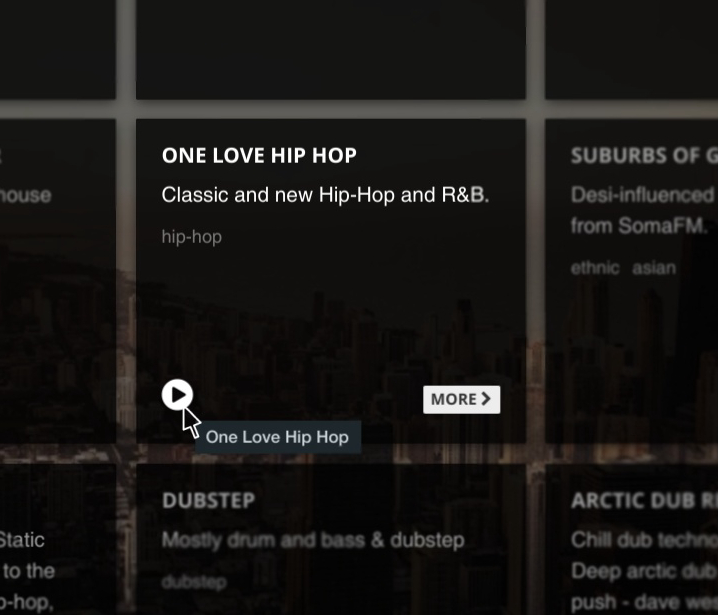 house
ONE LOVE HIP HOP
Classic and new Hip-Hop and R&B.
hip-hop
MORE
One Love Hip Hop
SUBURBS OF G
Desi-influenced
from SomaFM.
ethnic asian
Static
to the
p-hop,
DUBSTEP
Mostly drum and bass & dubstep
dubstep
ARCTIC DUB R
Chill dub techno
Deep arctic dub
push - dave wes